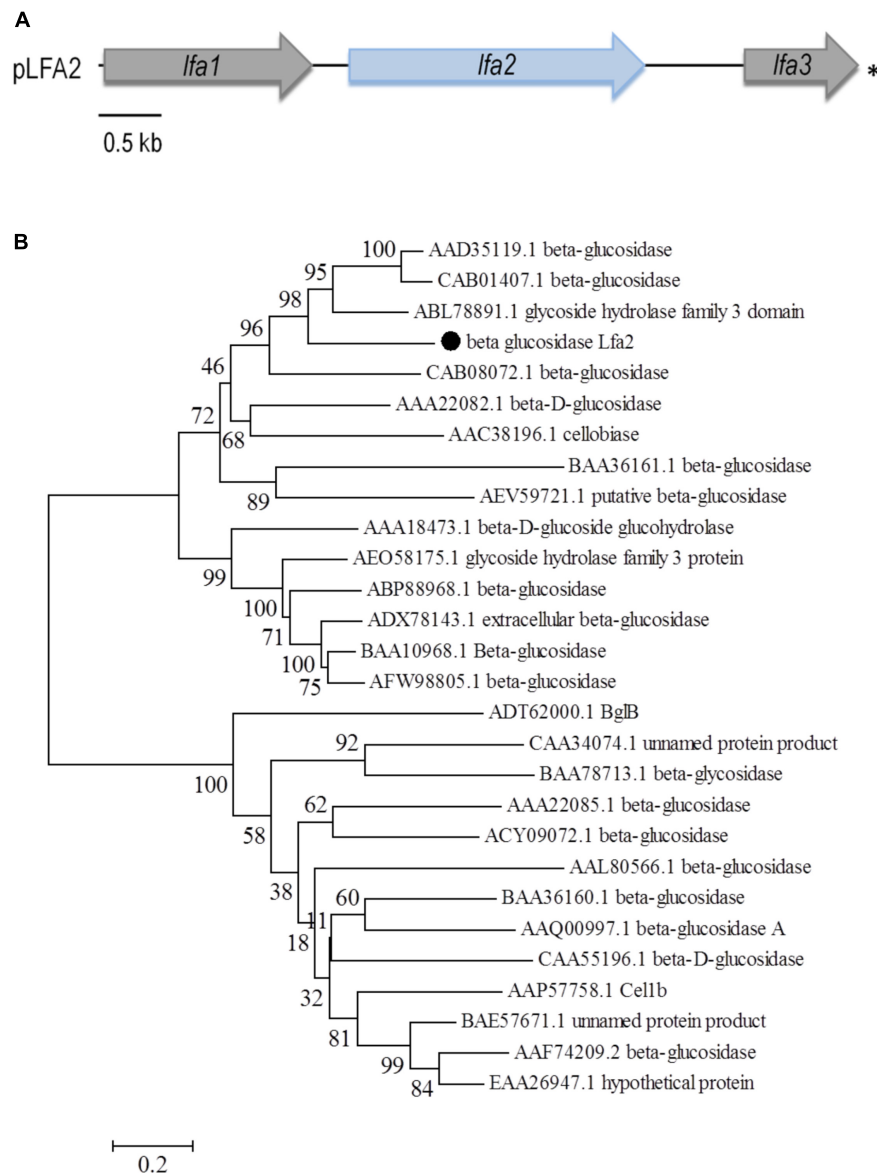 A
pLFA2
lfa1
lfa2
lfa3
*
0.5 kb
B
100 AAD35119.1 beta-glucosidase
95
CAB01407.1 beta-glucosidase
98
ABL78891.1 glycoside hydrolase family 3 domain
96
beta glucosidase Lfa2
46
CAB08072.1 beta-glucosidase
72
AAA22082.1 beta-D-glucosidase
68
AAC38196.1 cellobiase
BAA36161.1 beta-glucosidase
89
AEV59721.1 putative beta-glucosidase
AAA18473.1 beta-D-glucoside glucohydrolase
99
AEO58175.1 glycoside hydrolase family 3 protein
100
ABP88968.1 beta-glucosidase
71
ADX78143.1 extracellular beta-glucosidase
100
BAA10968.1 Beta-glucosidase
75
AFW98805.1 beta-glucosidase
ADT62000.1 BglB
100
92
CAA34074.1 unnamed protein product
BAA78713.1 beta-glycosidase
58
62
AAA22085.1 beta-glucosidase
ACY09072.1 beta-glucosidase
38
AAL80566.1 beta-glucosidase
18
11
60
BAA36160.1 beta-glucosidase
AAQ00997.1 beta-glucosidase A
CAA55196.1 beta-D-glucosidase
32
AAP57758.1 Cel1b
81
BAE57671.1 unnamed protein product
99
AAF74209.2 beta-glucosidase
84
EAA26947.1 hypothetical protein
0.2